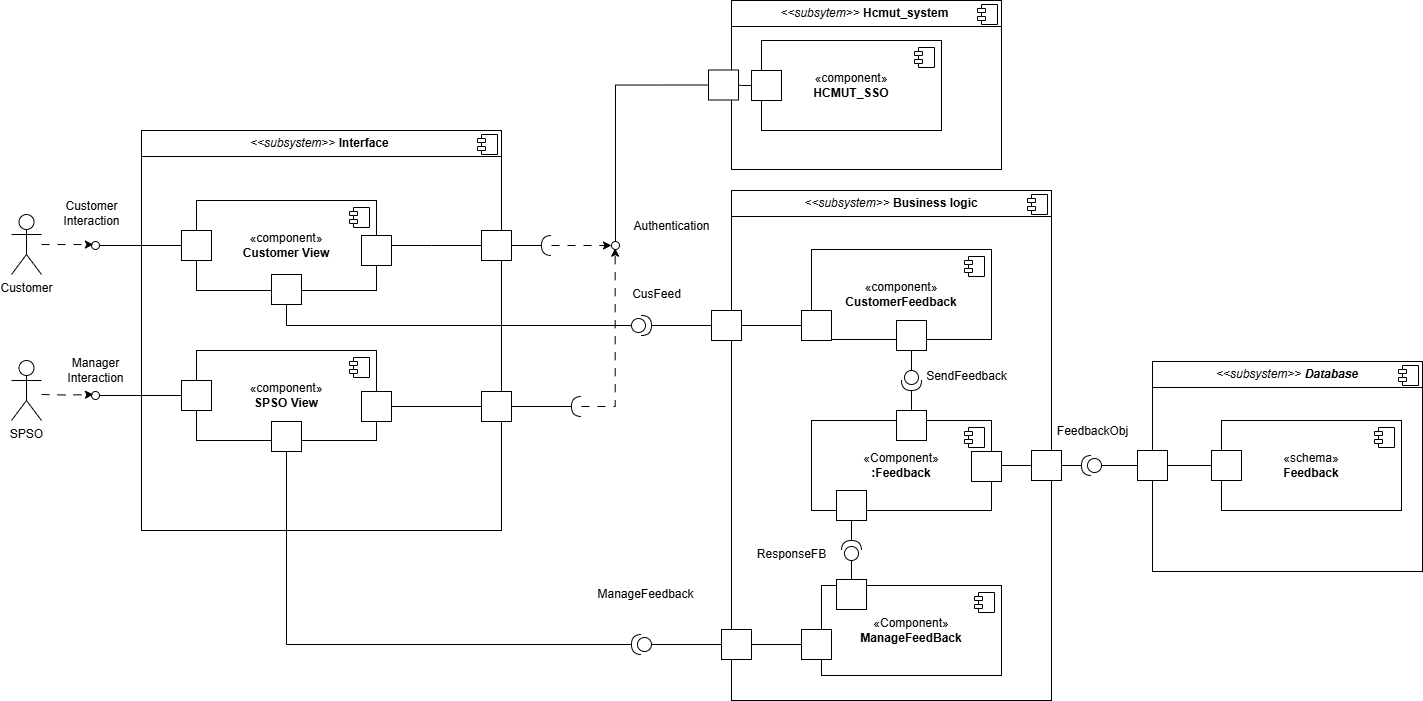 <<subsytem>> Hcmut_system
«component»
HCMUT_SSO
<<subsystem>> Interface
Customer
Interaction
Customer
«component»
Customer View
Authentication
<<subsystem>> Business logic
«component»
CustomerFeedback
CusFeed
Manager
Interaction
SPSO
«component»
SPSO View
SendFeedback
<<subsystem>> Database
FeedbackObj
«Component»
:Feedback
«schema»
Feedback
ResponseFB
ManageFeedback
«Component»
ManageFeedBack